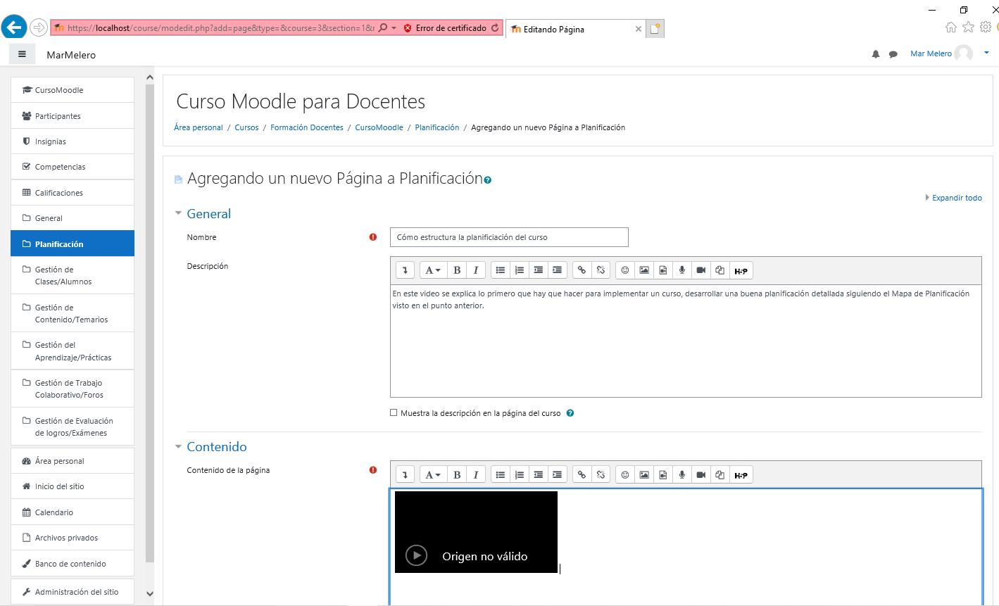 https://localhost/course/modedit.php?add=page&type=&course=3&section=1&r
Error de certificado
Editando Página
MarMelero
Mar Melero
CursoMoodle
Participantes
Insignias
Competencias
Calificaciones
General
Planificación
Gestión de
Clases/Alumnos
Gestión de
Contenido/Temarios
Gestión del
Aprendizaje/Prácticas
Gestión de Trabajo
Colaborativo/Foros
Gestión de Evaluación
de logros/Exámenes
Área personal
Inicio del sitio
Calendario
Archivos privados
Banco de contenido
Administración del sitio
Curso Moodle para Docentes
Área personal / Cursos / Formación Docentes / CursoMoodle / Planificación / Agregando un nuevo Página a Planificación
Agregando un nuevo Página a Planificación
Expandir todo
General
Nombre
Cómo estructura la planificiación del curso
Descripción
A B I H-P
En este video se explica lo primero que hay que hacer para implementar un curso, desarrollar una buena planificación detallada siguiendo el Mapa de Planificación
visto en el punto anterior.
Muestra la descripción en la página del curso
Contenido
Contenido de la página
A B I H-P
Origen no válido